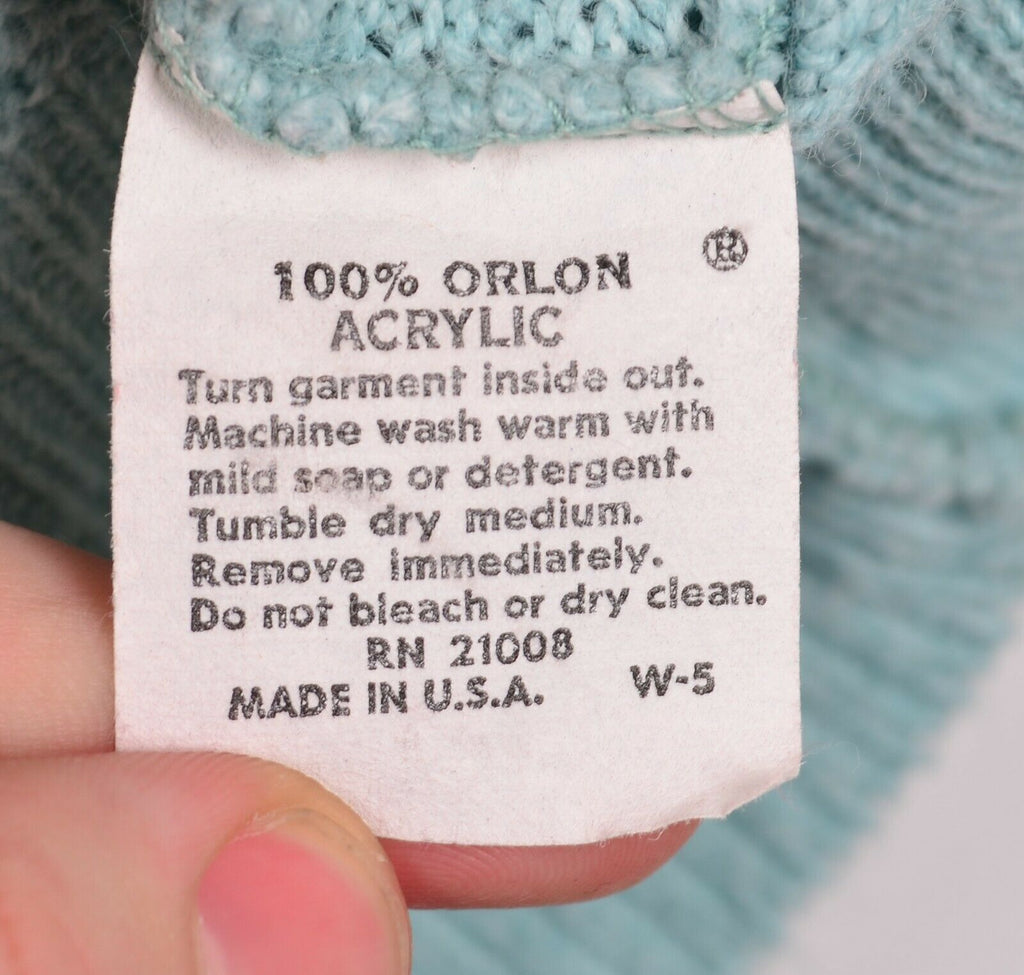 100% ORLON ®
ACRYLIC
Turn garment inside out.
Machine wash warm with
mild soap or detergent.
Tumble dry medium.
Remove immediately.
Do not bleach or dry clean.
RN 21008
MADE IN U.S.A. W-5